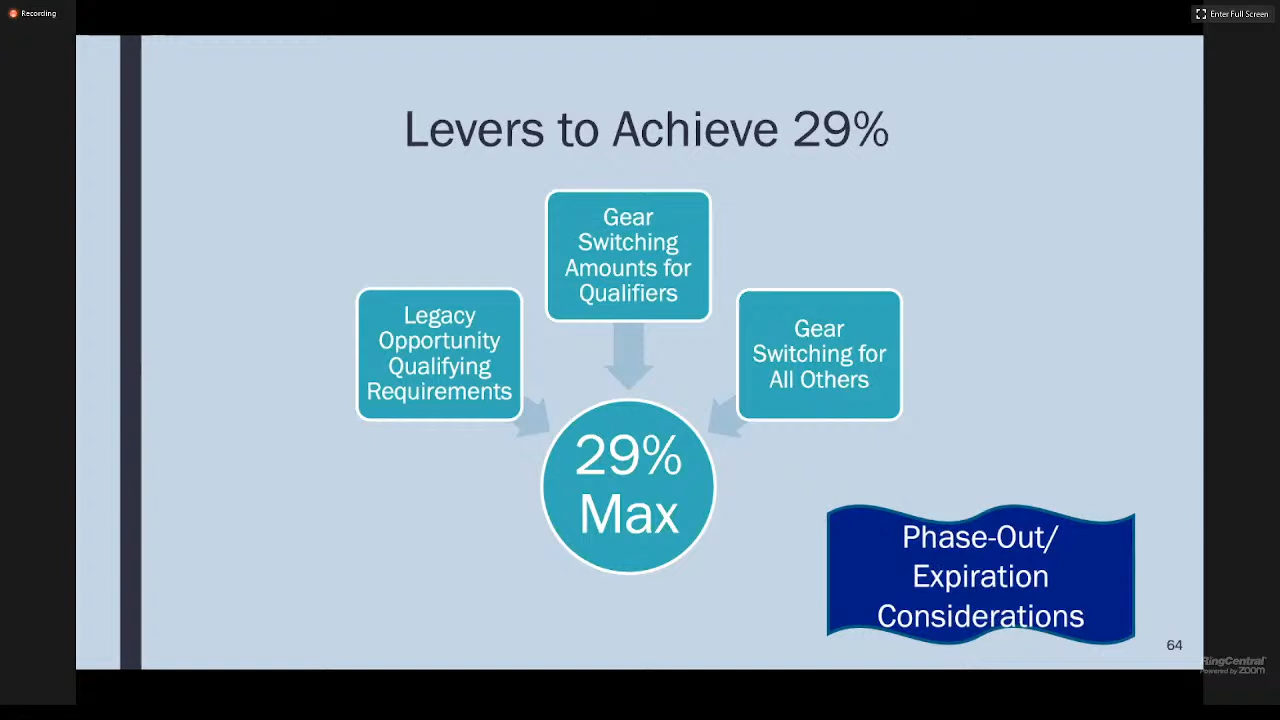 Recording
Enter Full Screen
Levers to Achieve 29%
Gear
Switching
Amounts for
Qualifiers
Legacy
Opportunity
Qualifying
Requirements
Gear
Switching for
All Others
29%
Max
Phase-Out/
Expiration
Considerations
64
RingCentral
Powered by zoom